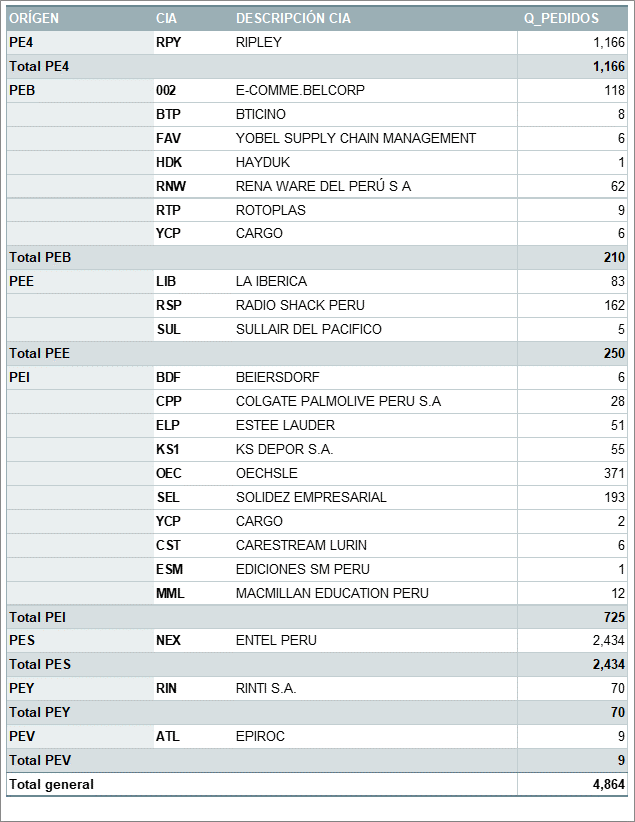 ORÍGEN CIA DESCRIPCIÓN CIA Q_PEDIDOS
PE4 RPY RIPLEY 1,166
Total PE4 1,166
PEB 002 E-COMME.BELCORP 118
BTP BTICINO 8
FAV YOBEL SUPPLY CHAIN MANAGEMENT 6
HDK HAYDUK 1
RNW RENA WARE DEL PERÚ S A 62
RTP ROTOPLAS 9
YCP CARGO 6
Total PEB 210
PEE LIB LA IBERICA 83
RSP RADIO SHACK PERU 162
SUL SULLAIR DEL PACIFICO 5
Total PEE 250
PEI BDF BEIERSDORF 6
CPP COLGATE PALMOLIVE PERU S.A 28
ELP ESTEE LAUDER 51
KS1 KS DEPOR S.A. 55
OEC OECHSLE 371
SEL SOLIDEZ EMPRESARIAL 193
YCP CARGO 2
CST CARESTREAM LURIN 6
ESM EDICIONES SM PERU 1
MML MACMILLAN EDUCATION PERU 12
Total PEI 725
PES NEX ENTEL PERU 2,434
Total PES 2,434
PEY RIN RINTI S.A. 70
Total PEY 70
PEV ATL EPIROC 9
Total PEV 9
Total general 4,864